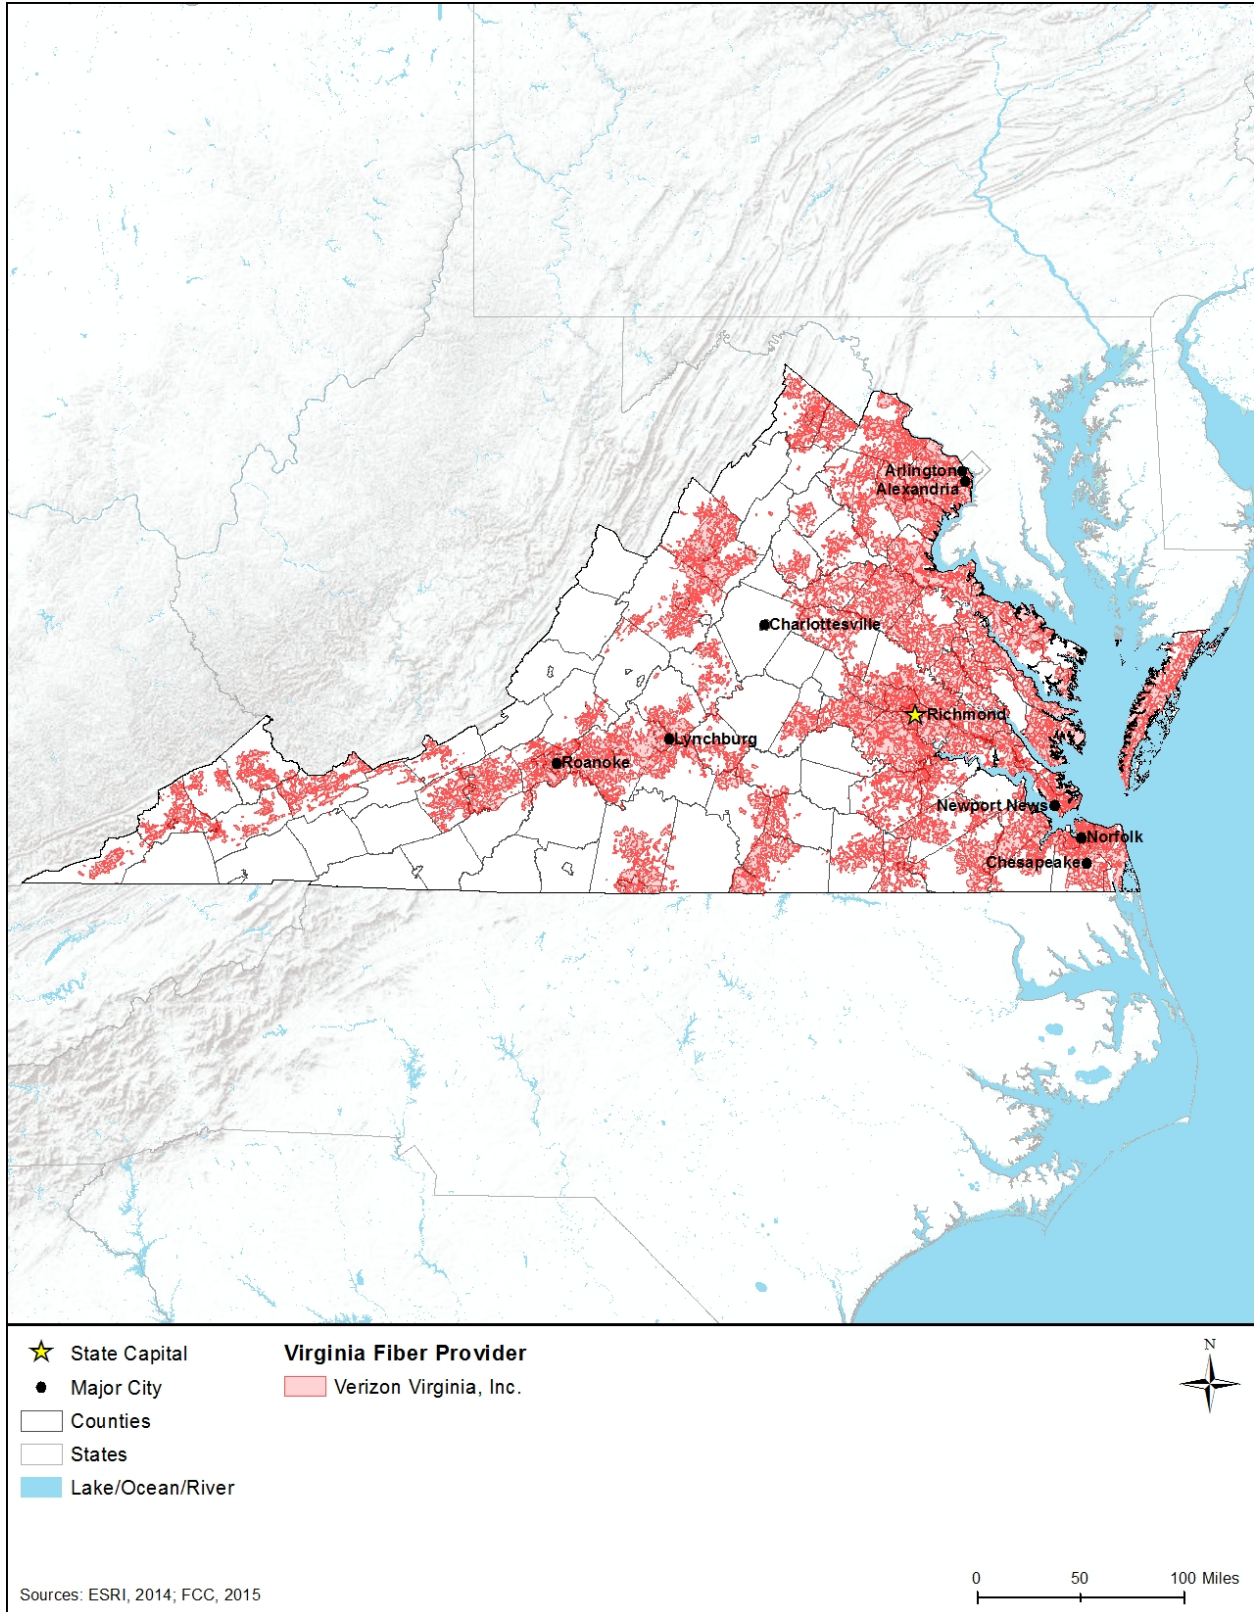 Arlington
Alexandria
Charlottesville
Richmond
Lynchburg
Roanoke
Newport News
Norfolk
Chesapeake
State Capital
Major City
Counties
States
Lake/Ocean/River
Virginia Fiber Provider
Verizon Virginia, Inc.
N
Sources: ESRI, 2014; FCC, 2015
0 50 100 Miles